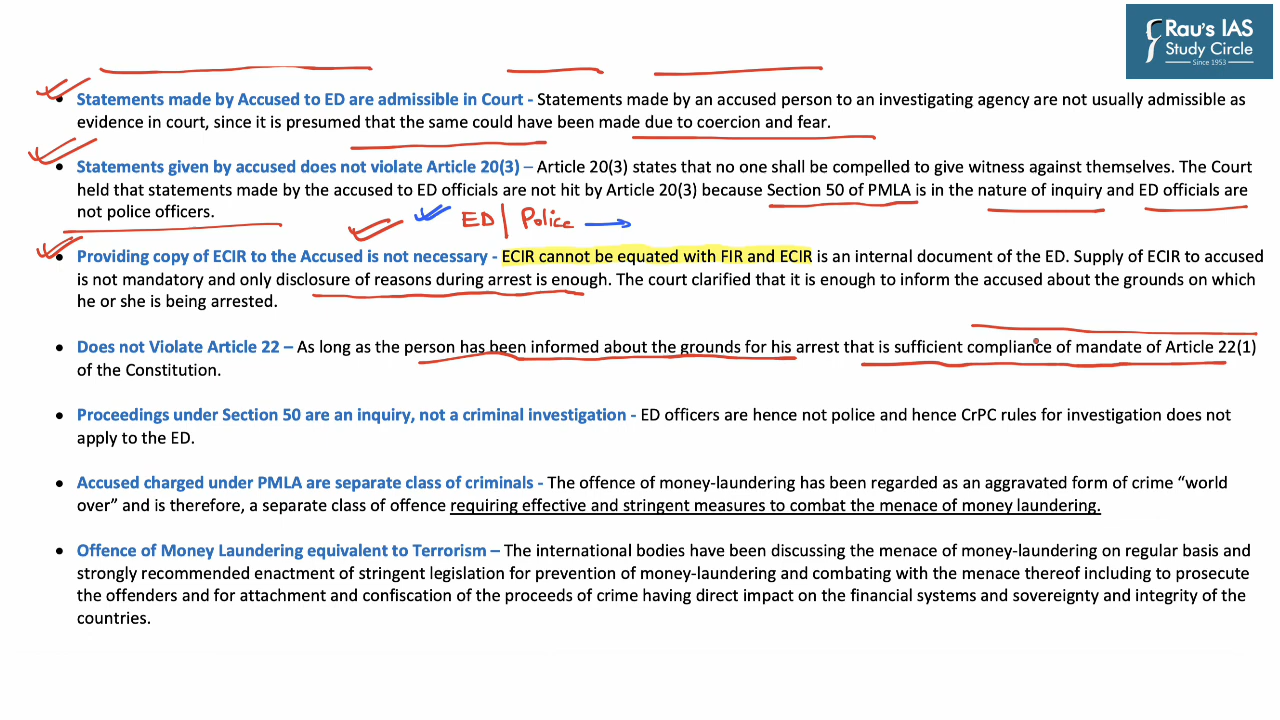 Rau's IAS
Study Circle
Since 1953
• Statements made by Accused to ED are admissible in Court - Statements made by an accused person to an investigating agency are not usually admissible as
evidence in court, since it is presumed that the same could have been made due to coercion and fear.
• Statements given by accused does not violate Article 20(3) – Article 20(3) states that no one shall be compelled to give witness against themselves. The Court
held that statements made by the accused to ED officials are not hit by Article 20(3) because Section 50 of PMLA is in the nature of inquiry and ED officials are
not police officers.
ED | Police →
• Providing copy of ECIR to the Accused is not necessary - ECIR cannot be equated with FIR and ECIR is an internal document of the ED. Supply of ECIR to accused
is not mandatory and only disclosure of reasons during arrest is enough. The court clarified that it is enough to inform the accused about the grounds on which
he or she is being arrested.
• Does not Violate Article 22 – As long as the person has been informed about the grounds for his arrest that is sufficient compliance of mandate of Article 22(1)
of the Constitution.
• Proceedings under Section 50 are an inquiry, not a criminal investigation - ED officers are hence not police and hence CrPC rules for investigation does not
apply to the ED.
• Accused charged under PMLA are separate class of criminals - The offence of money-laundering has been regarded as an aggravated form of crime “world
over” and is therefore, a separate class of offence requiring effective and stringent measures to combat the menace of money laundering.
• Offence of Money Laundering equivalent to Terrorism – The international bodies have been discussing the menace of money-laundering on regular basis and
strongly recommended enactment of stringent legislation for prevention of money-laundering and combating with the menace thereof including to prosecute
the offenders and for attachment and confiscation of the proceeds of crime having direct impact on the financial systems and sovereignty and integrity of the
countries.